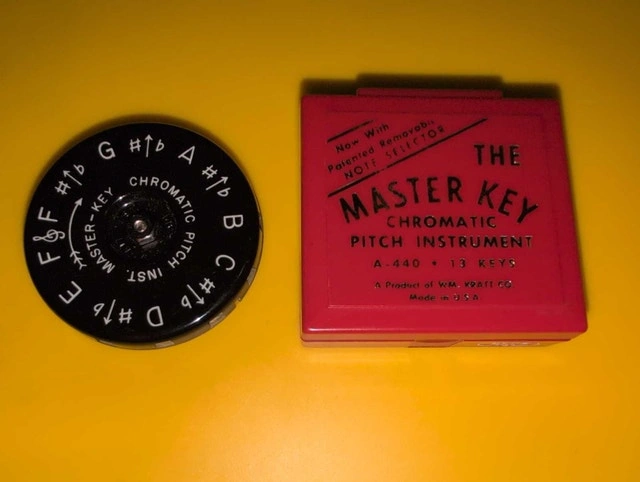 F #↑♭ G #↑♭ A #↑♭ B C #↑♭ D #↑♭ E F
MASTER-KEY CHROMATIC PITCH INST.
Now With
Patented Removable
NOTE SELECTOR
THE
MASTER KEY
CHROMATIC
PITCH INSTRUMENT
A-440 • 13 KEYS
A Product of WM. KRATT CO.
Made in U.S.A.